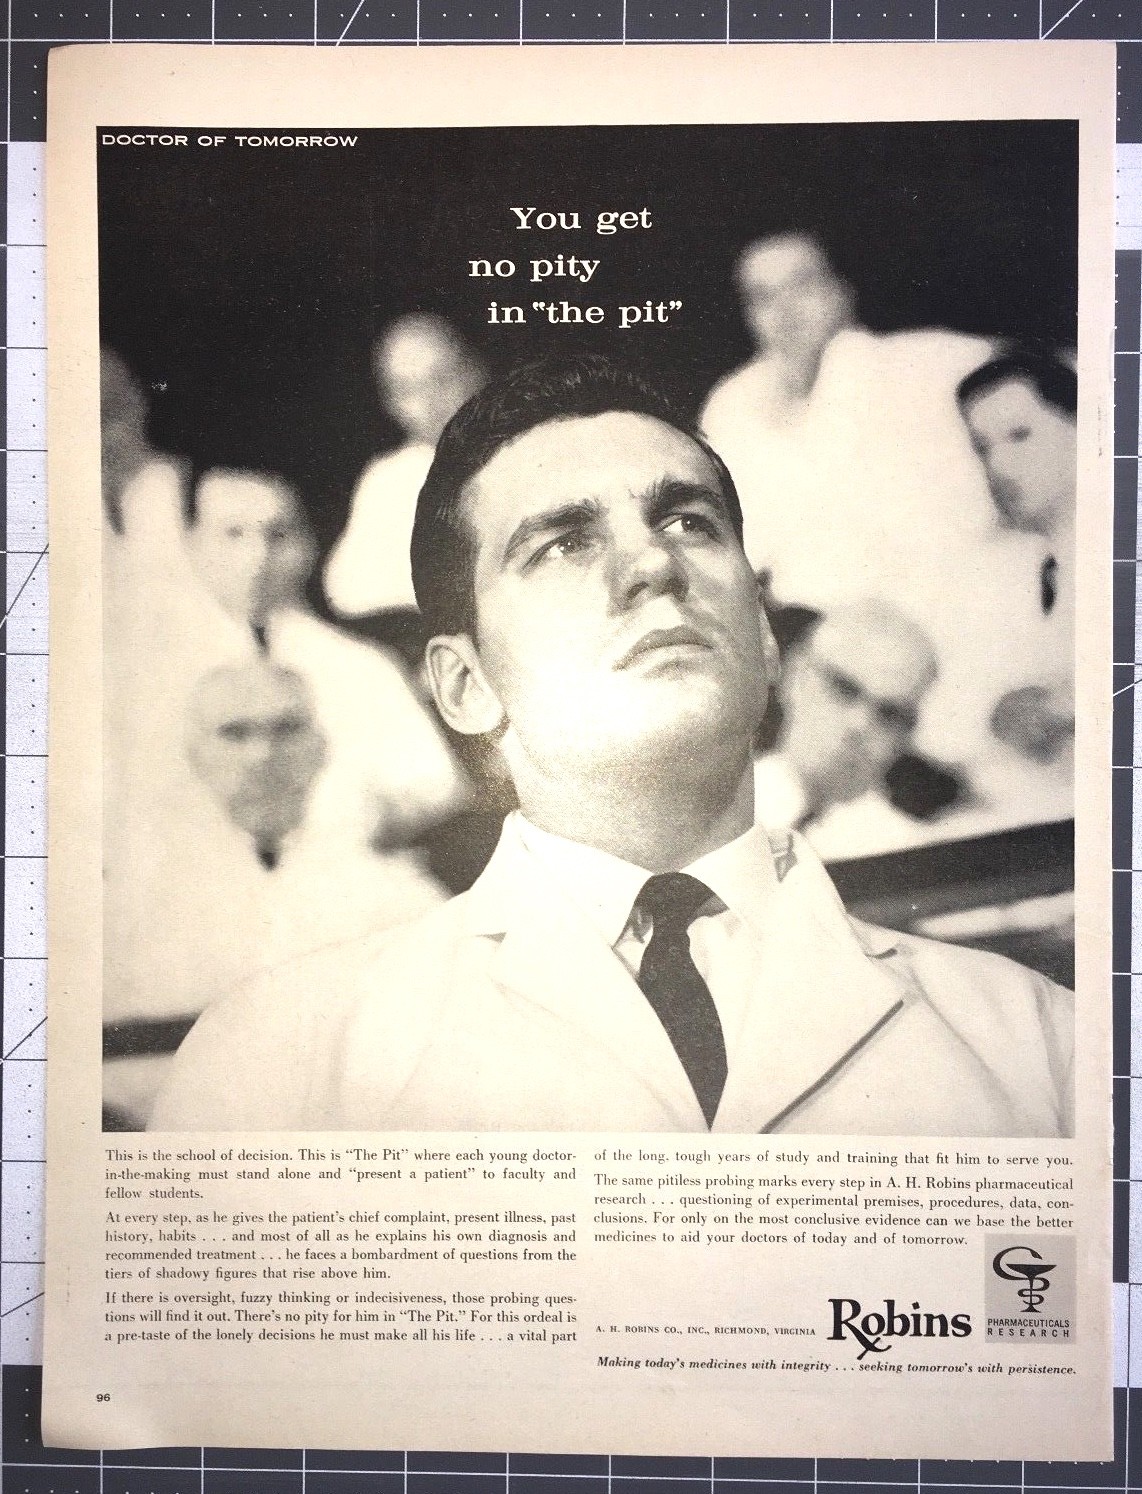 DOCTOR OF TOMORROW
You get
no pity
in "the pit"
This is the school of decision. This is "The Pit" where each young doctor-
in-the-making must stand alone and "present a patient" to faculty and
fellow students.
At every step, as he gives the patient's chief complaint, present illness, past
history, habits . . . and most of all as he explains his own diagnosis and
recommended treatment . . . he faces a bombardment of questions from the
tiers of shadowy figures that rise above him.
If there is oversight, fuzzy thinking or indecisiveness, those probing ques-
tions will find it out. There's no pity for him in "The Pit." For this ordeal is
a pre-taste of the lonely decisions he must make all his life . . . a vital part
of the long, tough years of study and training that fit him to serve you.
The same pitiless probing marks every step in A. H. Robins pharmaceutical
research . . . questioning of experimental premises, procedures, data, con-
clusions. For only on the most conclusive evidence can we base the better
medicines to aid your doctors of today and of tomorrow.
A. H. ROBINS CO., INC., RICHMOND, VIRGINIA
Robins
PHARMACEUTICALS
RESEARCH
Making today's medicines with integrity . . . seeking tomorrow's with persistence.
96